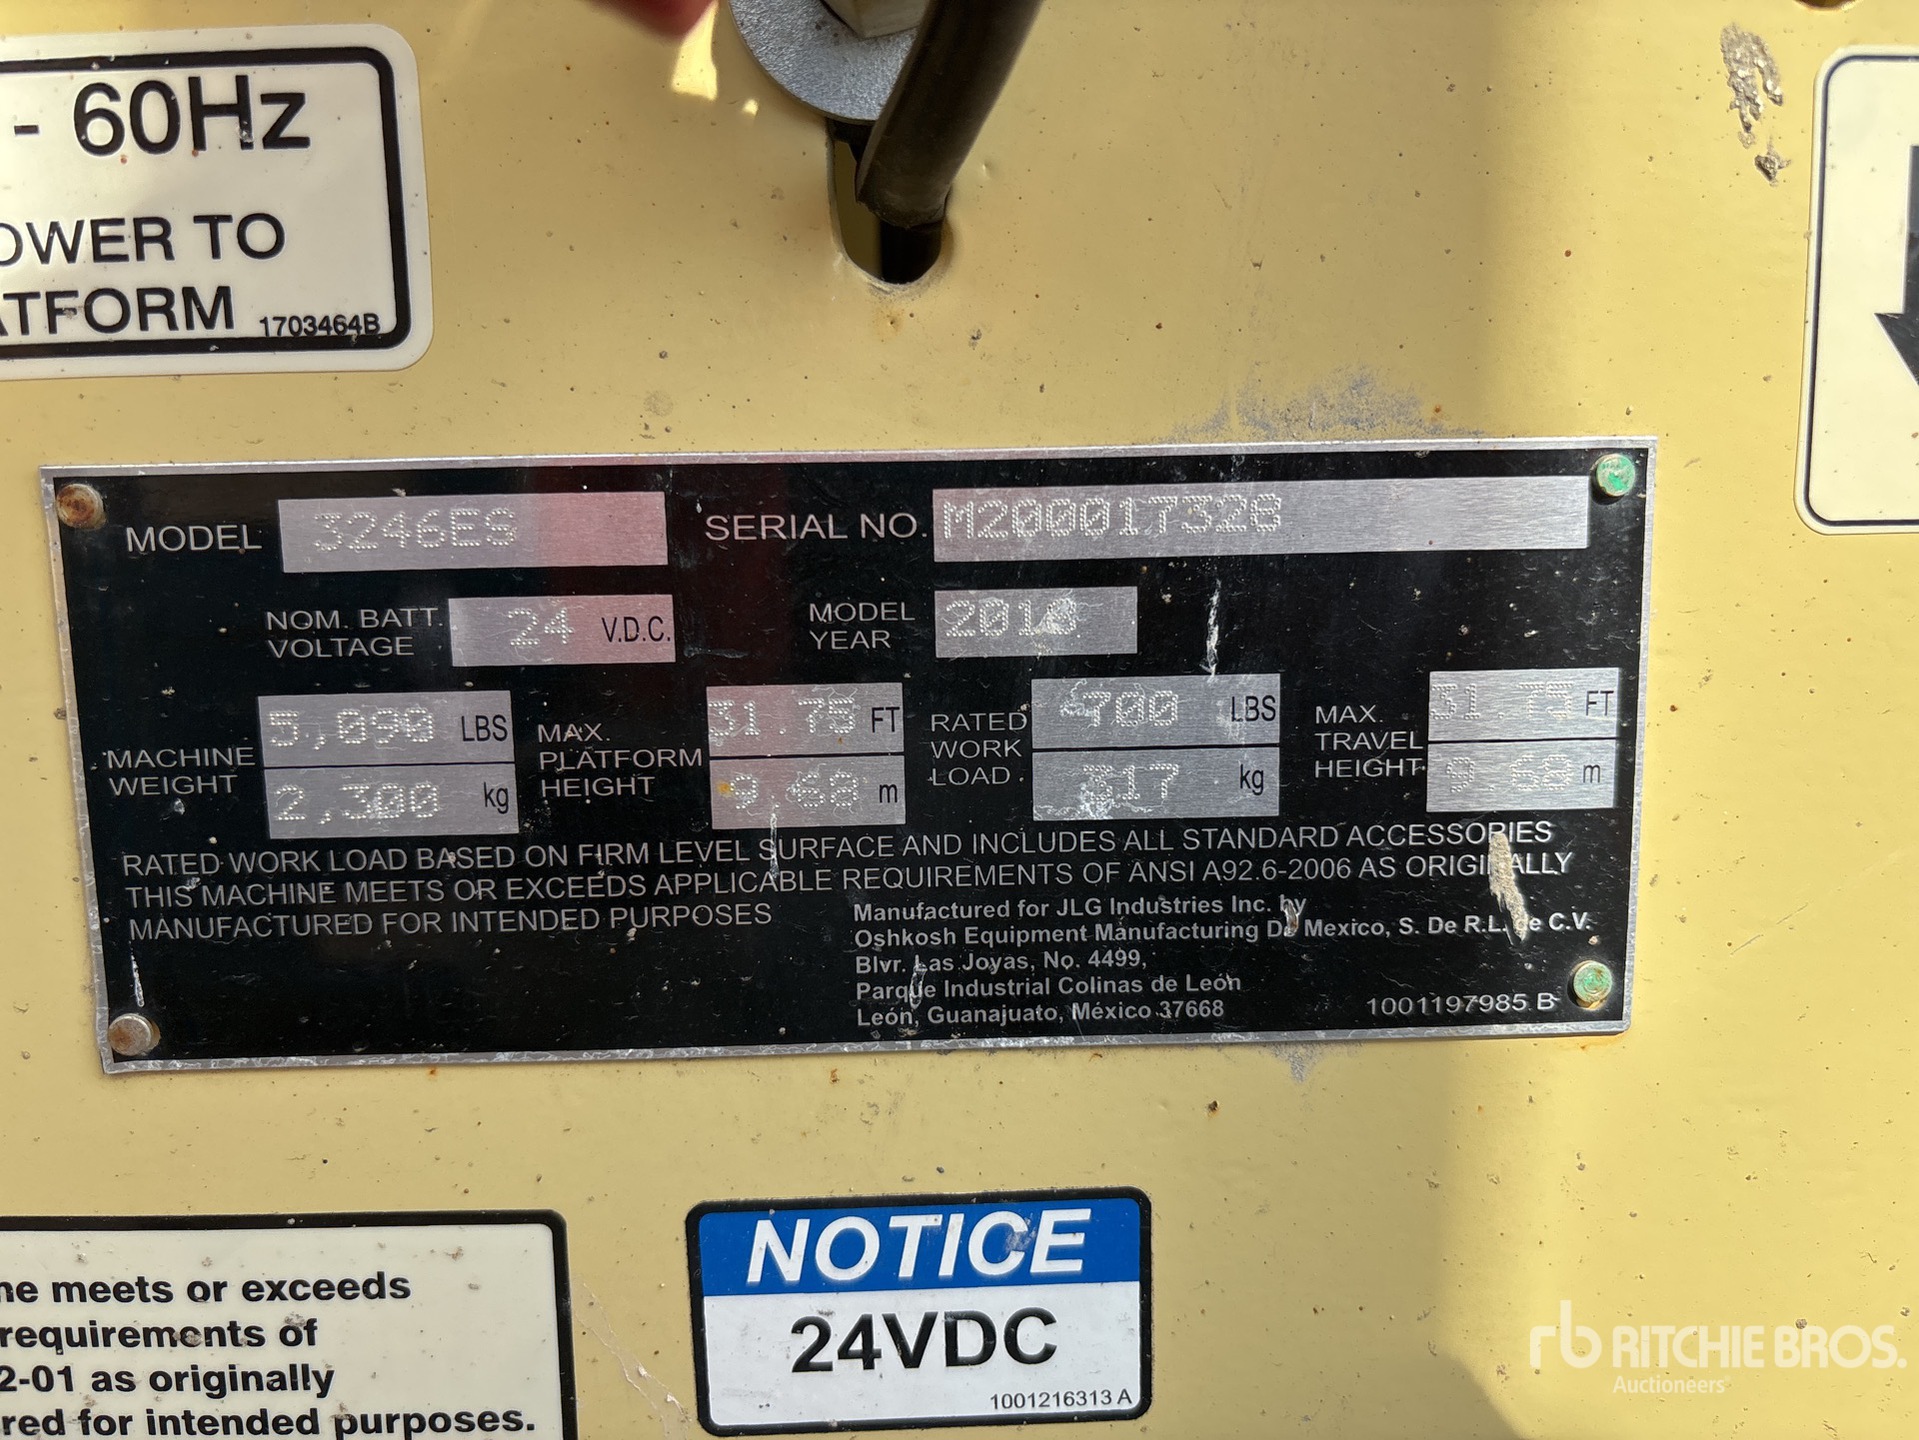 - 60Hz
OWER TO
ATFORM
1703464B
MODEL 3246ES SERIAL NO. M200017328
NOM. BATT. VOLTAGE 24 V.D.C. MODEL YEAR
MACHINE WEIGHT 5,090 LBS 2,300 kg
MAX. PLATFORM HEIGHT 31.75 FT 9.68 m
RATED WORK LOAD 700 LBS 317 kg
MAX. TRAVEL HEIGHT 31.75 FT 9.68 m
RATED WORK LOAD BASED ON FIRM LEVEL SURFACE AND INCLUDES ALL STANDARD ACCESSORIES
THIS MACHINE MEETS OR EXCEEDS APPLICABLE REQUIREMENTS OF ANSI A92.6-2006 AS ORIGINALLY
MANUFACTURED FOR INTENDED PURPOSES
Manufactured for JLG Industries Inc. by
Oshkosh Equipment Manufacturing De Mexico, S. De R.L. de C.V.
Blvr. Las Joyas, No. 4499,
Parque Industrial Colinas de León
León, Guanajuato, México 37668
1001197985 B
ne meets or exceeds
requirements of
2-01 as originally
red for intended purposes.
NOTICE
24VDC
1001216313 A
rb RITCHIE BROS.
Auctioneers